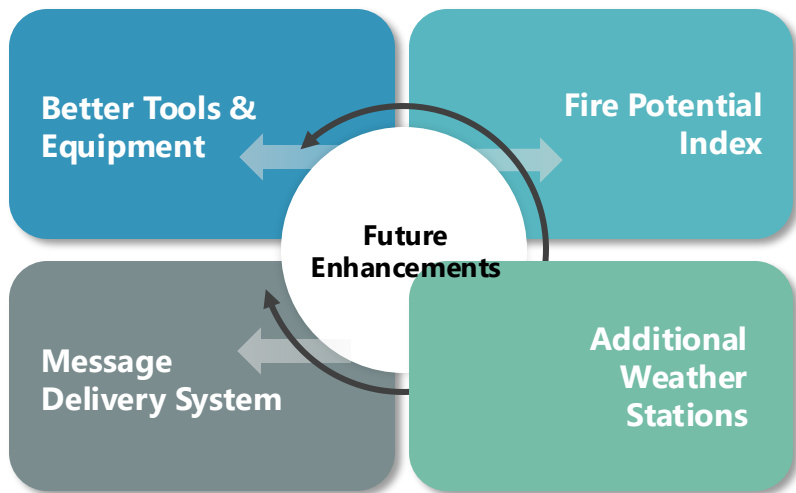 Better Tools &
Equipment
Fire Potential
Index
Future
Enhancements
Message
Delivery System
Additional
Weather
Stations